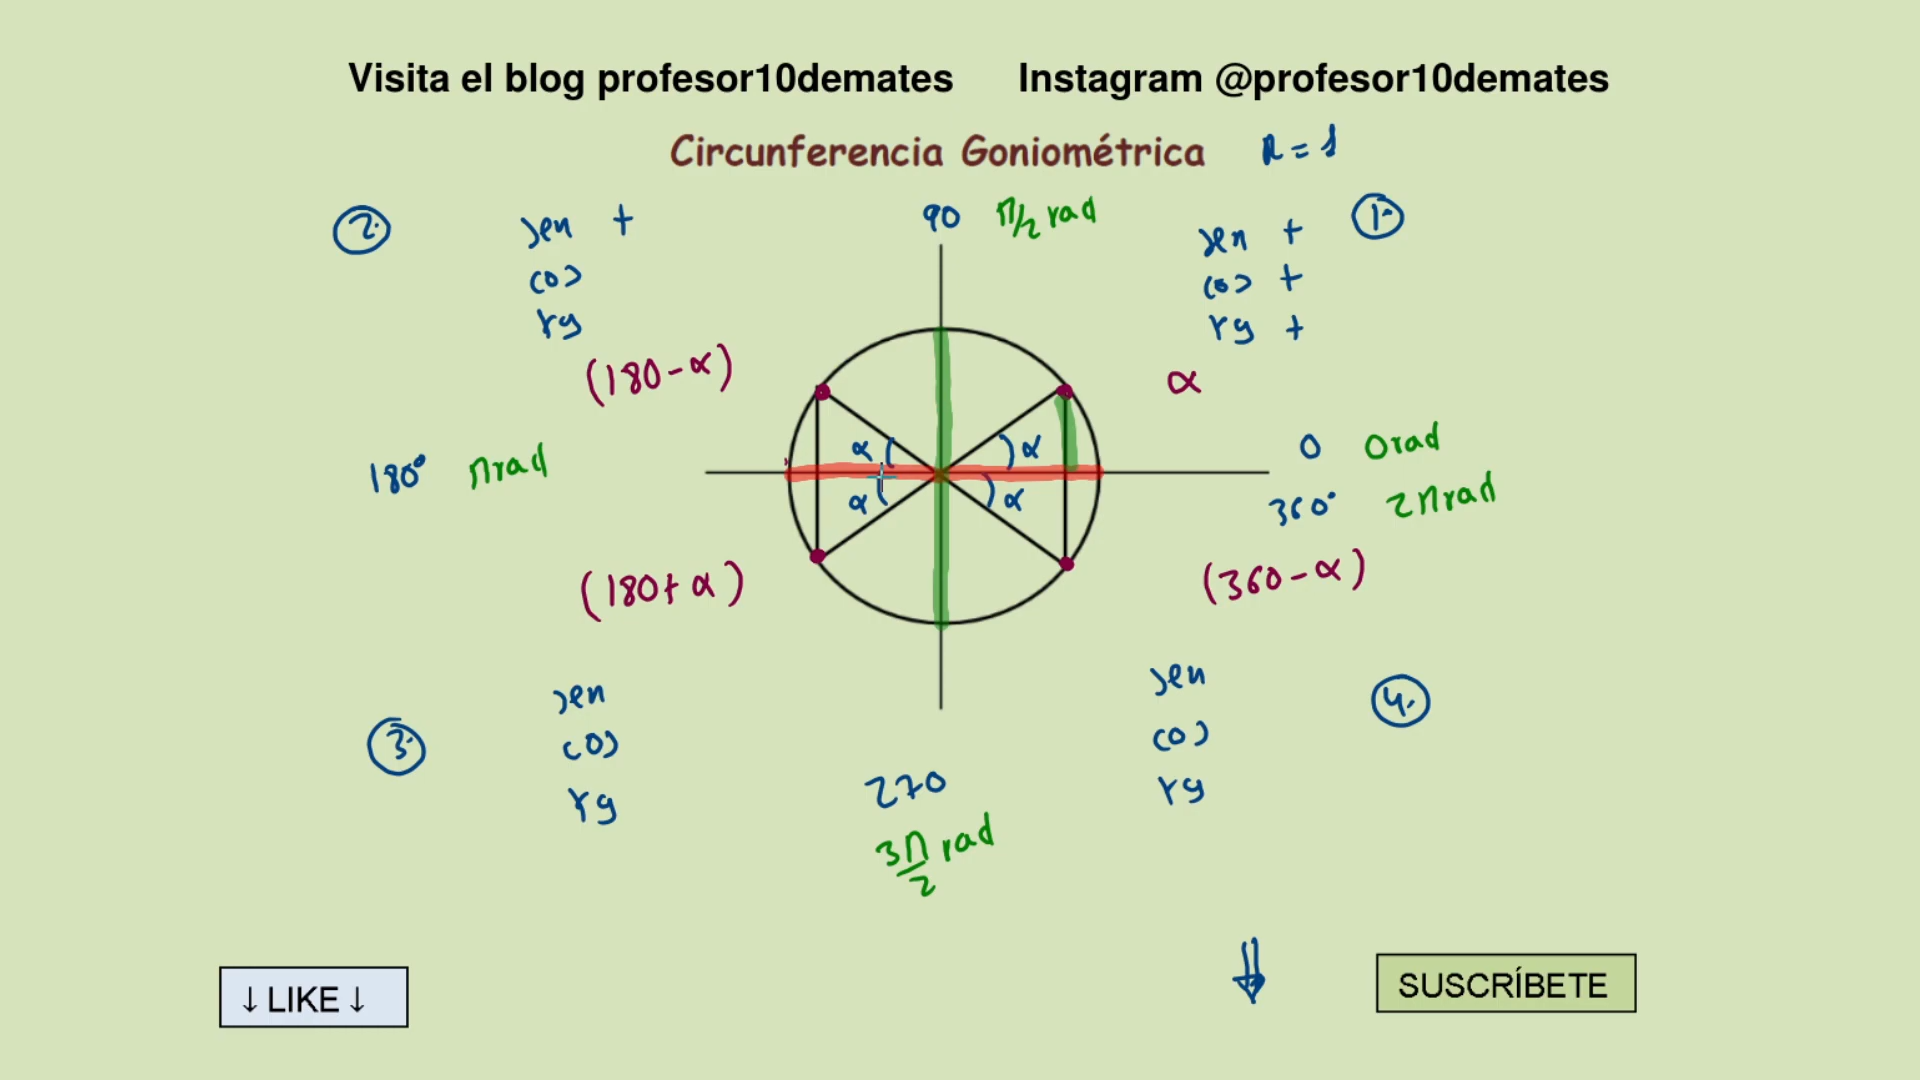 Visita el blog profesor10demates Instagram @profesor10demates
Circunferencia Goniométrica R = 1
2.
sen +
cos
tg
90 π/2 rad
sen +
cos +
tg +
1.
(180 - α)
α
180° π rad
α
α
α
α
0 0 rad
360° 2π rad
(180 + α)
(360 - α)
3.
sen
cos
tg
270
3π/2 rad
sen
cos
tg
4.
↓ LIKE ↓
SUSCRÍBETE